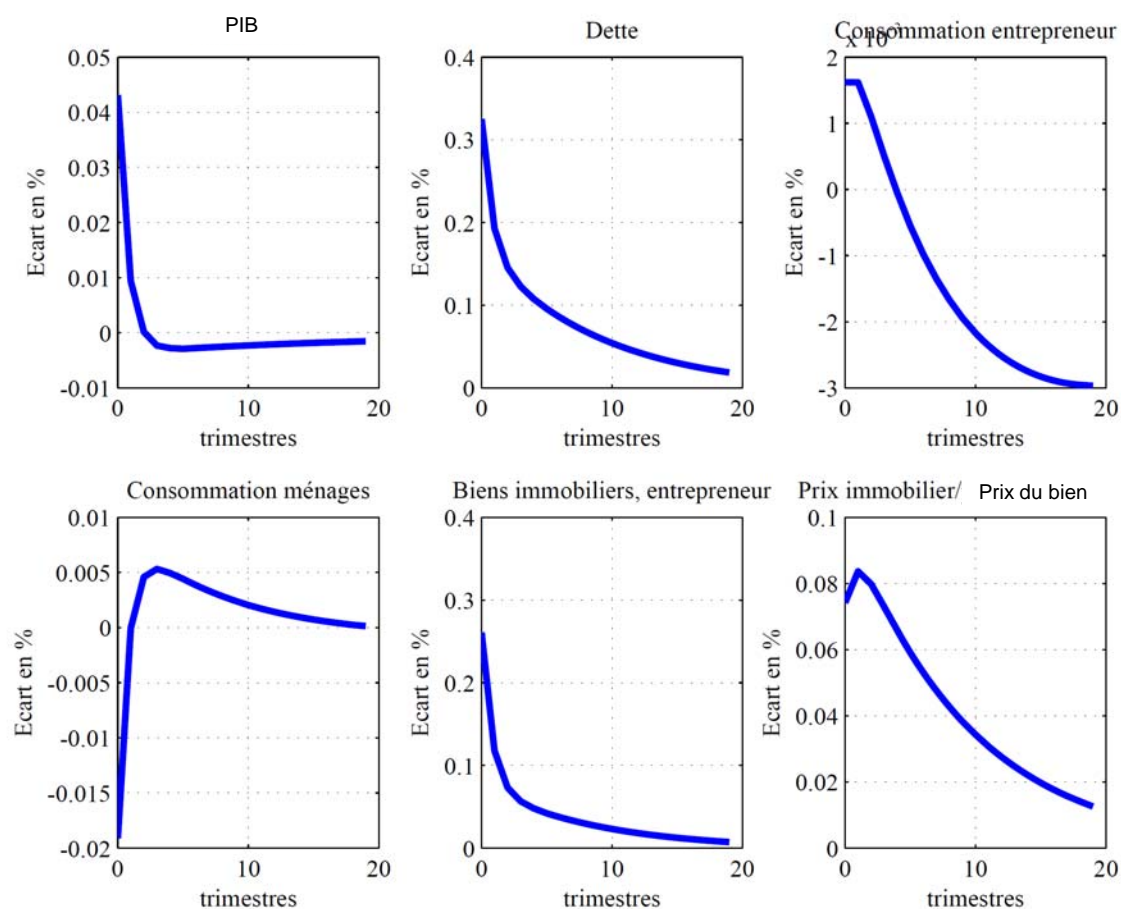 PIB
0.05
0.04
0.03
0.02
0.01
0
-0.01
Ecart en %
0 10 20
trimestres
Dette
0.4
0.3
0.2
0.1
0
Ecart en %
0 10 20
trimestres
Consommation entrepreneur
x 10
2
1
0
-1
-2
-3
Ecart en %
0 10 20
trimestres
Consommation ménages
0.01
0.005
0
-0.005
-0.01
-0.015
-0.02
Ecart en %
0 10 20
trimestres
Biens immobiliers, entrepreneur
0.4
0.3
0.2
0.1
0
Ecart en %
0 10 20
trimestres
Prix immobilier/ Prix du bien
0.1
0.08
0.06
0.04
0.02
0
Ecart en %
0 10 20
trimestres